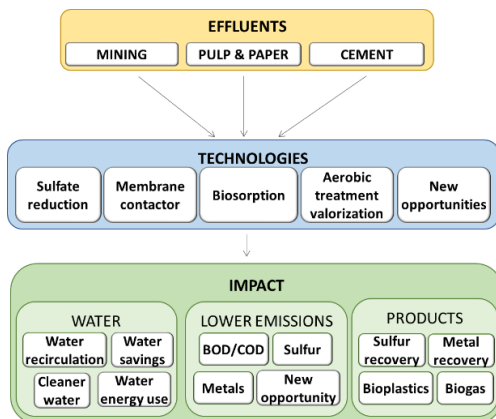 EFFLUENTS
MINING
PULP & PAPER
CEMENT
TECHNOLOGIES
Sulfate
reduction
Membrane
contactor
Biosorption
Aerobic
treatment
valorization
New
opportunities
IMPACT
WATER
Water
recirculation
Water
savings
Cleaner
water
Water
energy use
LOWER EMISSIONS
BOD/COD
Sulfur
Metals
New
opportunity
PRODUCTS
Sulfur
recovery
Metal
recovery
Bioplastics
Biogas